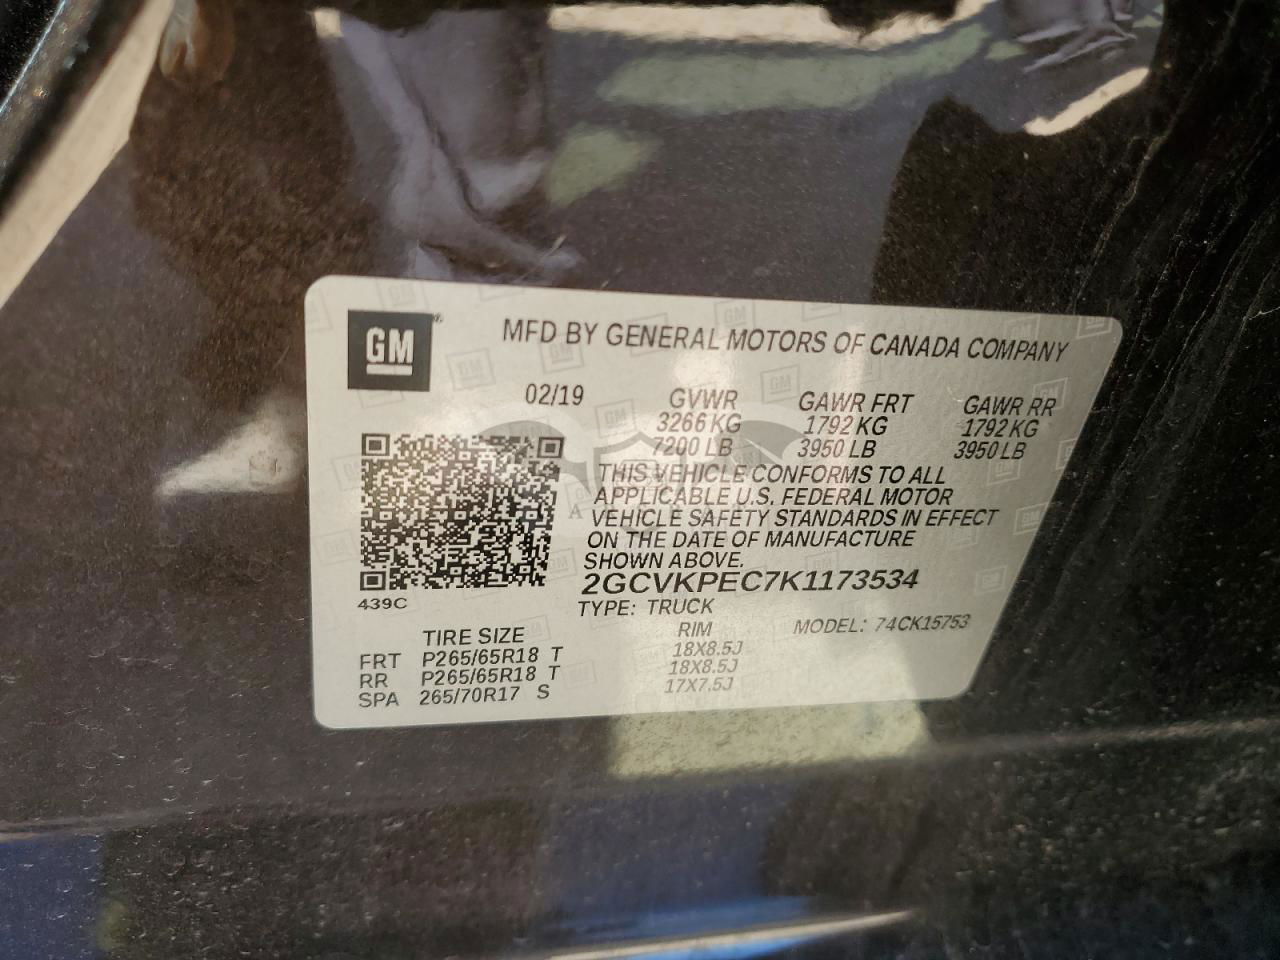 GM
MFD BY GENERAL MOTORS OF CANADA COMPANY
02/19 GVWR GAWR FRT GAWR RR
3266 KG 1792 KG 1792 KG
7200 LB 3950 LB 3950 LB
THIS VEHICLE CONFORMS TO ALL
APPLICABLE U.S. FEDERAL MOTOR
VEHICLE SAFETY STANDARDS IN EFFECT
ON THE DATE OF MANUFACTURE
SHOWN ABOVE.
2GCVKPEC7K1173534
439C
TYPE: TRUCK
MODEL: 74CK15753
TIRE SIZE RIM
FRT P265/65R18 T 18X8.5J
RR P265/65R18 T 18X8.5J
SPA 265/70R17 S 17X7.5J